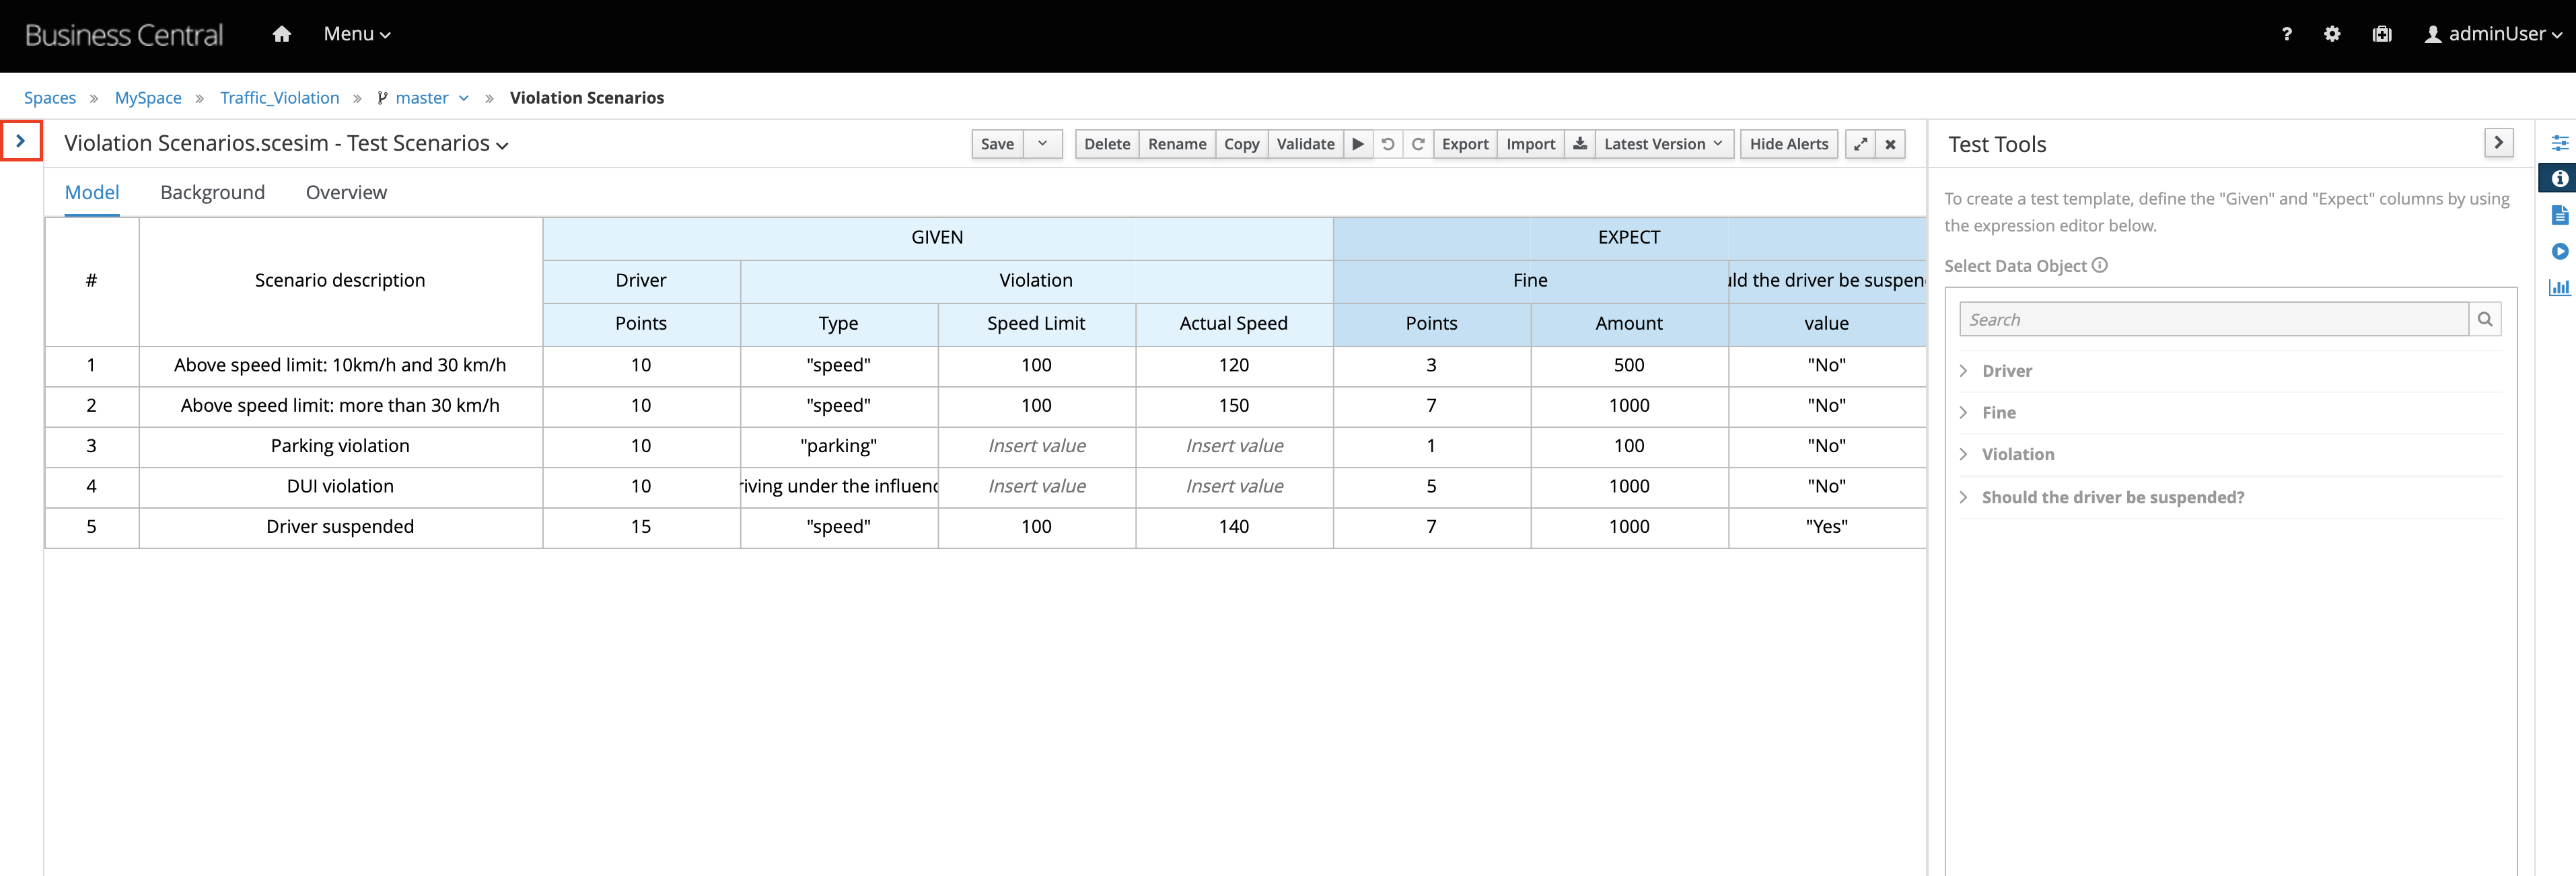 Business Central Menu ? adminUser
Spaces » MySpace » Traffic_Violation » master » Violation Scenarios
Violation Scenarios.scesim - Test Scenarios Save Delete Rename Copy Validate Export Import Latest Version Hide Alerts
Model Background Overview
# Scenario description GIVEN EXPECT
Driver Violation Fine the driver be
Points Type Speed Limit Actual Speed Points Amount value
1 Above speed limit: 10km/h and 30 km/h 10 "speed" 100 120 3 500 "No"
2 Above speed limit: more than 30 km/h 10 "speed" 100 150 7 1000 "No"
3 Parking violation 10 "parking" Insert value Insert value 1 100 "No"
4 DUI violation 10 under the Insert value Insert value 5 1000 "No"
5 Driver suspended 15 "speed" 100 140 7 1000 "Yes"
Test Tools
To create a test template, define the "Given" and "Expect" columns by using
the expression editor below.
Select Data Object
Search
Driver
Fine
Violation
Should the driver be suspended?